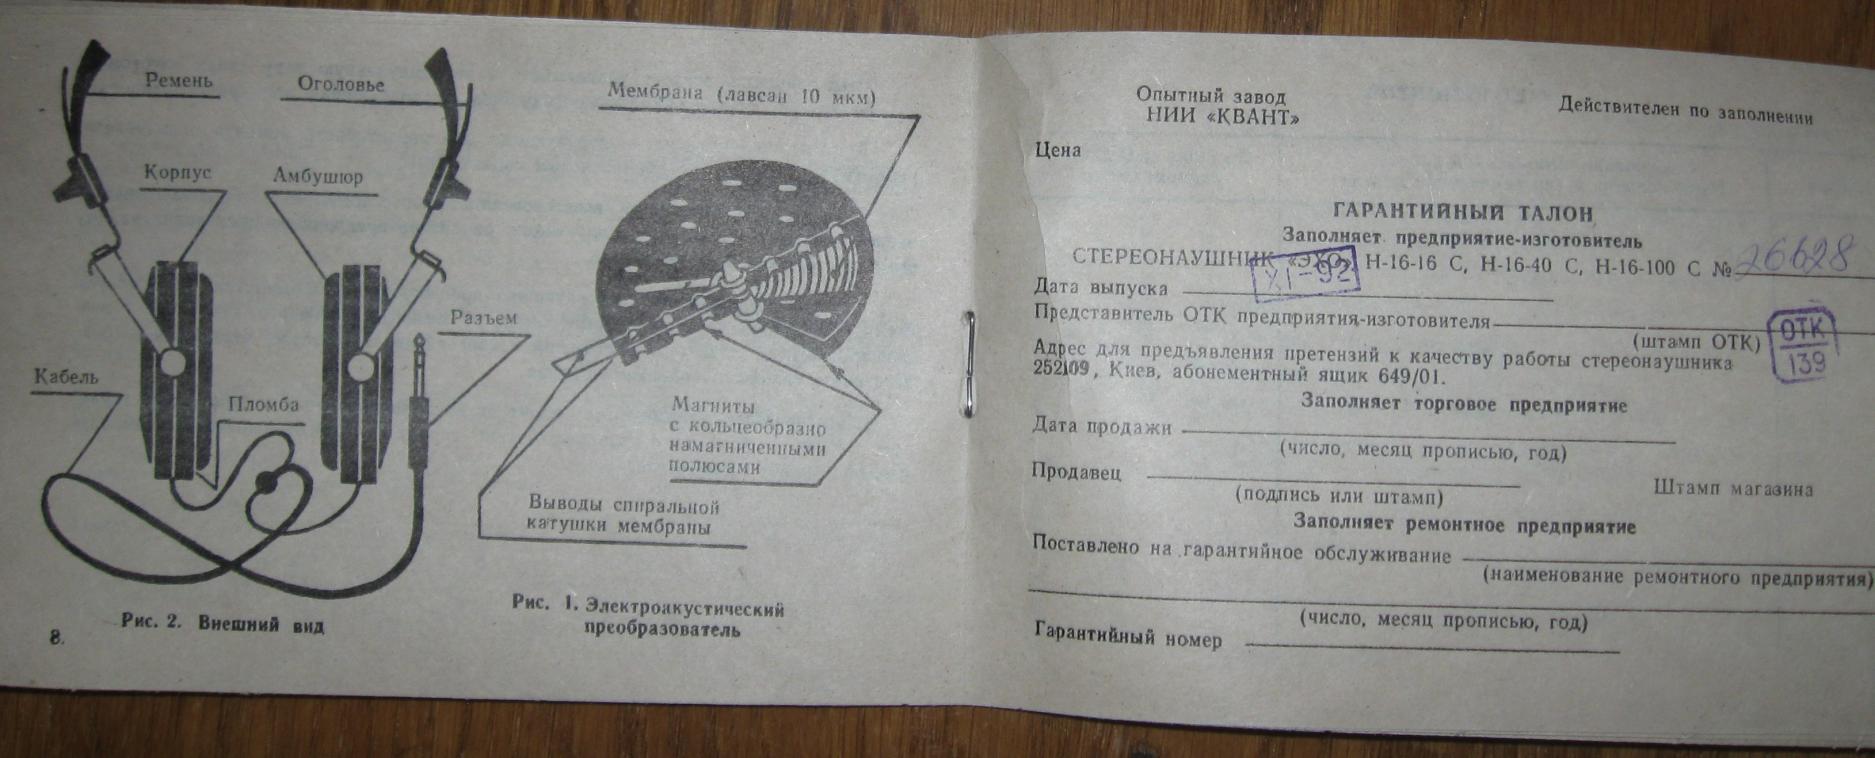 Ремень
Оголовье
Корпус
Амбушюр
Разъем
Кабель
Пломба
Рис. 2. Внешний вид
8.
Мембрана (лавсан 10 мкм)
Магниты
с кольцеобразно
намагниченными
полюсами
Выводы спиральной
катушки мембраны
Рис. 1. Электроакустический
преобразователь
Опытный завод
НИИ «КВАНТ»
Действителен по заполнении
Цена
ГАРАНТИЙНЫЙ ТАЛОН
Заполняет предприятие-изготовитель
СТЕРЕОНАУШНИК «ЭХО» Н-16-16 С, Н-16-40 С, Н-16-100 С № 26628
XI-92
Дата выпуска
Представитель ОТК предприятия-изготовителя
(штамп ОТК)
ОТК
139
Адрес для предъявления претензий к качеству работы стереонаушника
252109, Киев, абонементный ящик 649/01.
Заполняет торговое предприятие
Дата продажи
(число, месяц прописью, год)
Продавец
(подпись или штамп)
Штамп магазина
Заполняет ремонтное предприятие
Поставлено на гарантийное обслуживание
(наименование ремонтного предприятия)
(число, месяц прописью, год)
Гарантийный номер